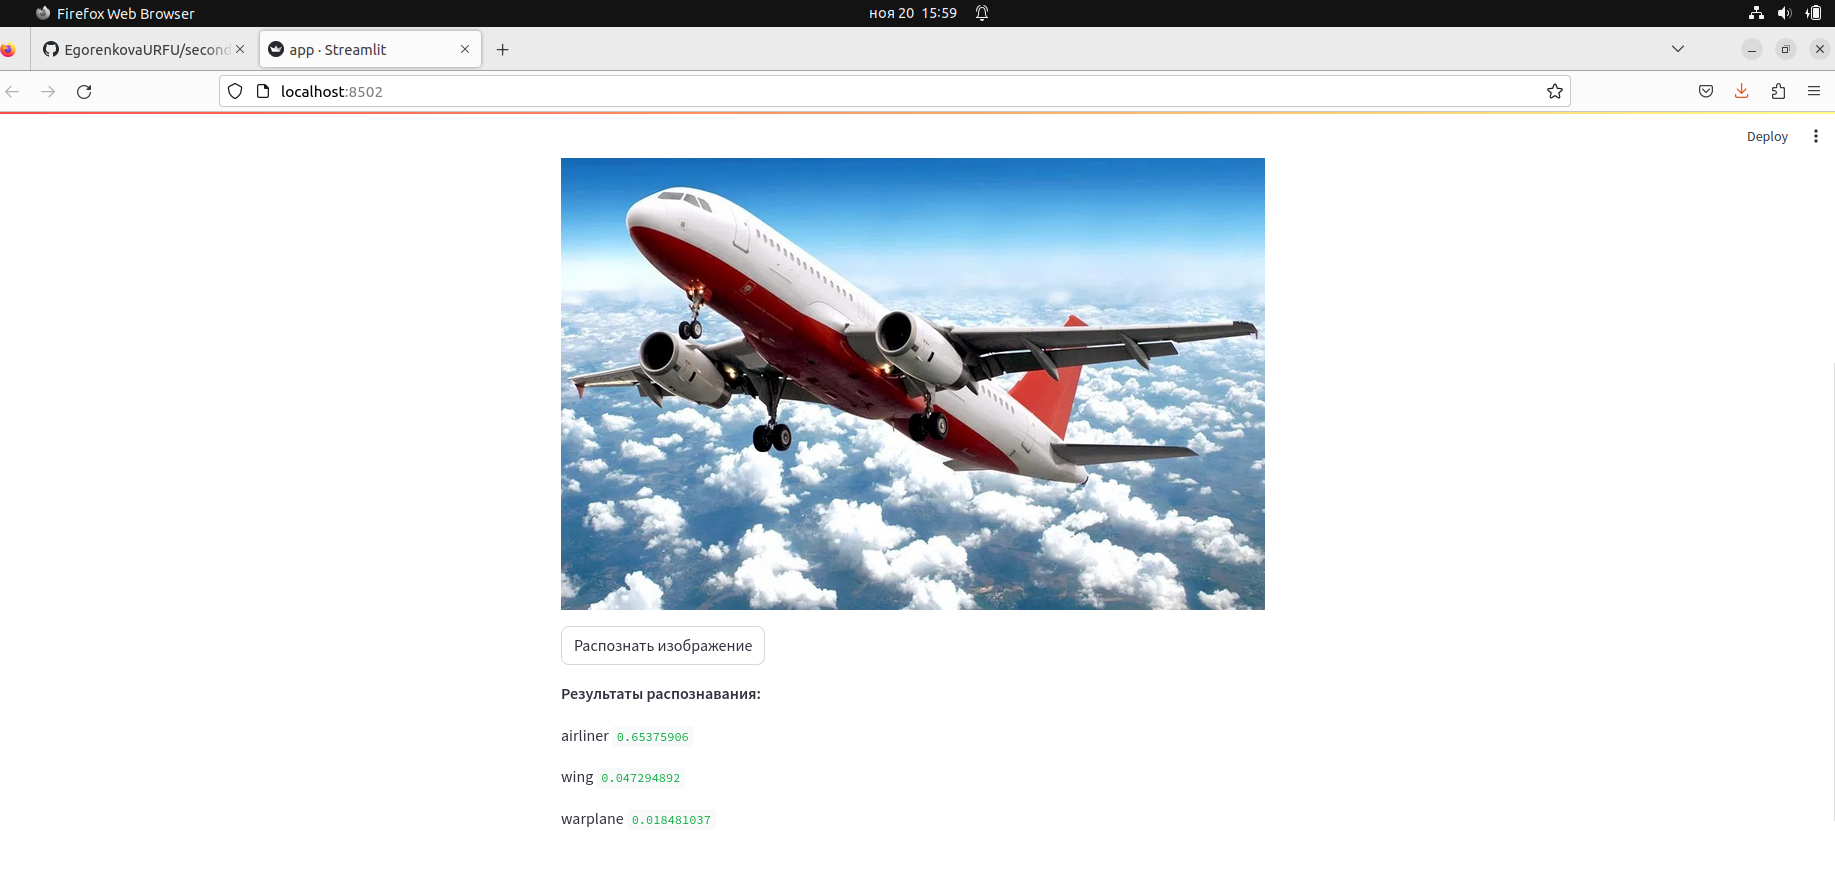 Firefox Web Browser
ноя 20 15:59
EgorenkovaURFU/second
app · Streamlit
localhost:8502
Deploy
Распознать изображение
Результаты распознавания:
airliner 0.65375906
wing 0.047294892
warplane 0.018481037